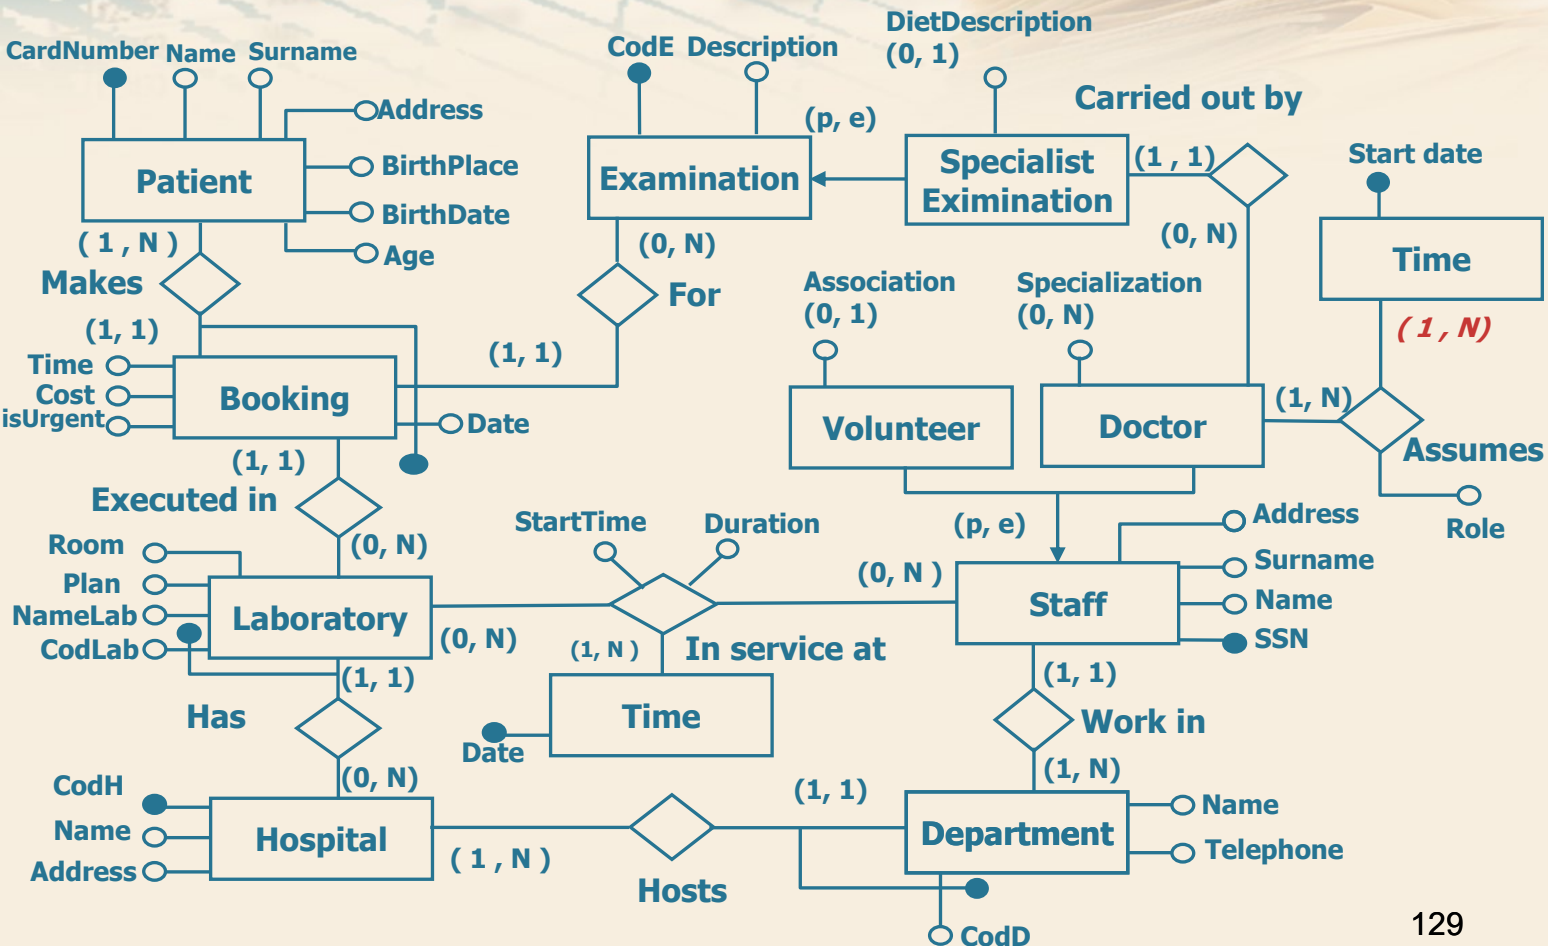 DietDescription
(0, 1)
CardNumber Name Surname
CodE Description
Carried out by
Address
(p, e)
Patient
BirthPlace
BirthDate
Age
Examination
Specialist
Eximination
(1 , 1)
Start date
( 1 , N )
(0, N)
(0, N)
Time
Makes
For
Association
(0, 1)
Specialization
(0, N)
(1, 1)
(1, 1)
( 1 , N)
Time
Cost
isUrgent
Booking
Date
Volunteer
Doctor
(1, N)
Assumes
(1, 1)
Executed in
(0, N)
StartTime
Duration
(p, e)
Address
Role
Room
Plan
NameLab
CodLab
Laboratory
(0, N)
(0, N )
Staff
Surname
Name
SSN
(1, N )
In service at
(1, 1)
(1, 1)
Has
Time
Date
Work in
(0, N)
(1, N)
CodH
Name
Address
Hospital
( 1 , N )
Hosts
(1, 1)
Department
Name
Telephone
CodD
129